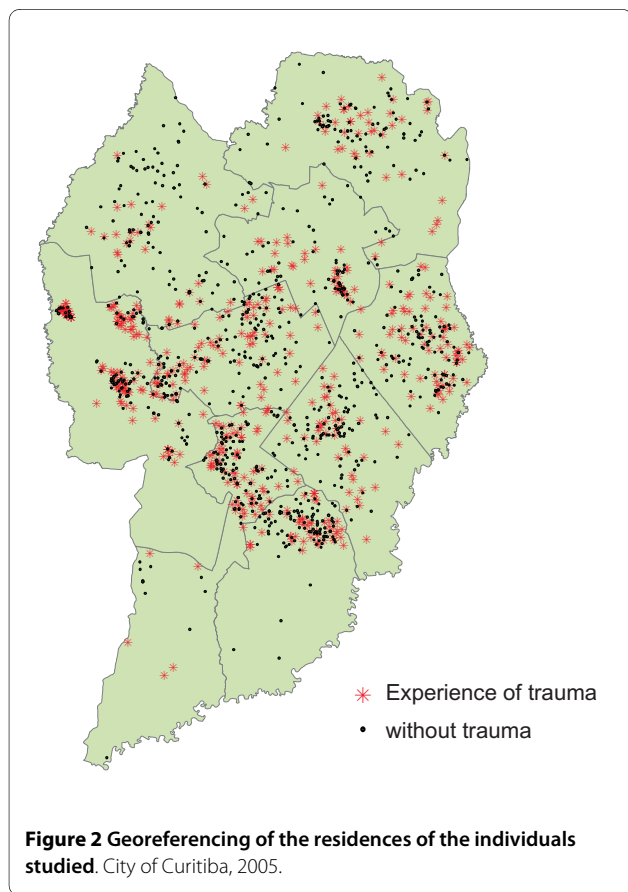 Experience of trauma
without trauma
Figure 2 Georeferencing of the residences of the individuals
studied. City of Curitiba, 2005.